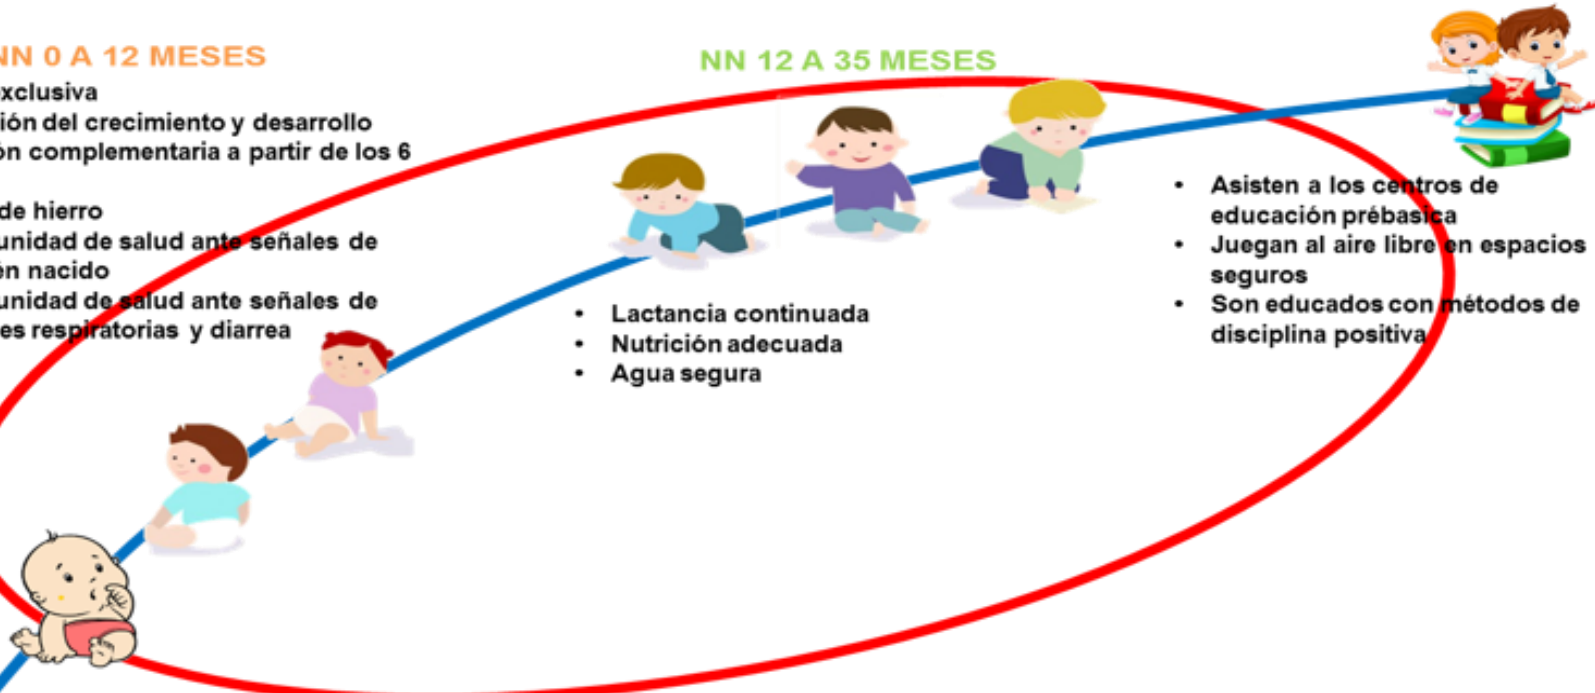 NN 0 A 12 MESES
xclusiva
ión del crecimiento y desarrollo
ón complementaria a partir de los 6
de hierro
unidad de salud ante señales de
én nacido
unidad de salud ante señales de
es respiratorias y diarrea
NN 12 A 35 MESES
• Lactancia continuada
• Nutrición adecuada
• Agua segura
• Asisten a los centros de
educación prébasica
• Juegan al aire libre en espacios
seguros
• Son educados con métodos de
disciplina positiva